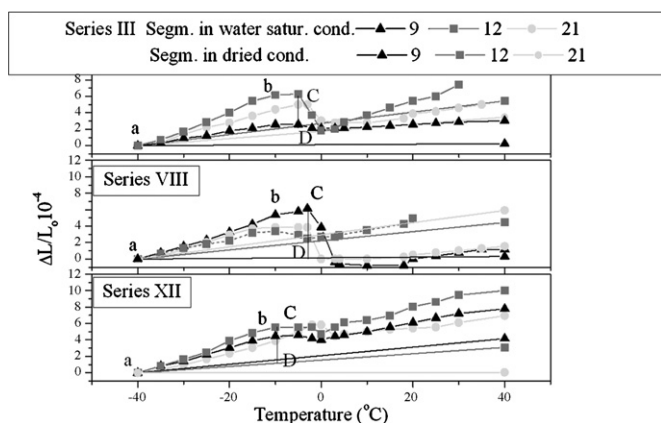 Series III Segm. in water satur. cond. 9 12 21
Segm. in dried cond. 9 12 21
8
6
4
2
0
a
b
C
D
Series VIII
12
10
8
6
4
2
0
a
b
C
D
ΔL/Lo10-4
Series XII
12
10
8
6
4
2
0
a
b
C
D
-40 -20 0 20 40
Temperature (°C)